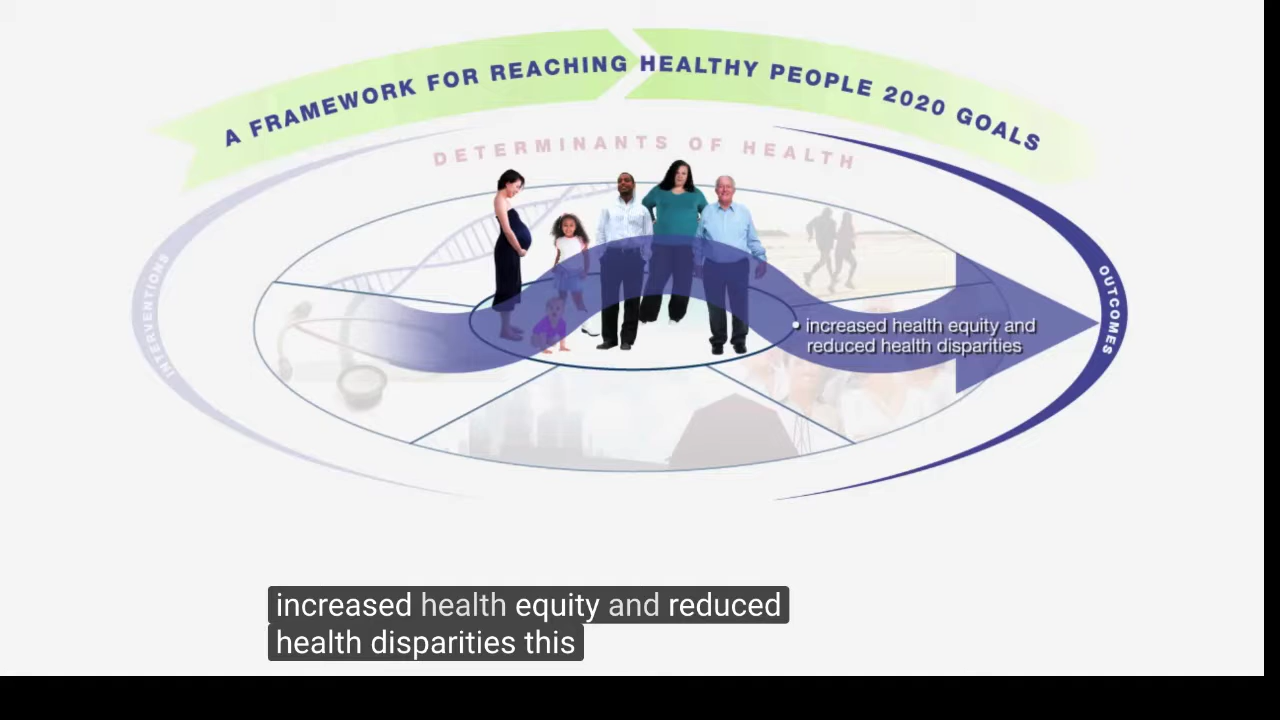 A FRAMEWORK FOR REACHING HEALTHY PEOPLE 2020 GOALS
DETERMINANTS OF HEALTH
INTERVENTIONS
OUTCOMES
• increased health equity and
reduced health disparities
increased health equity and reduced
health disparities this